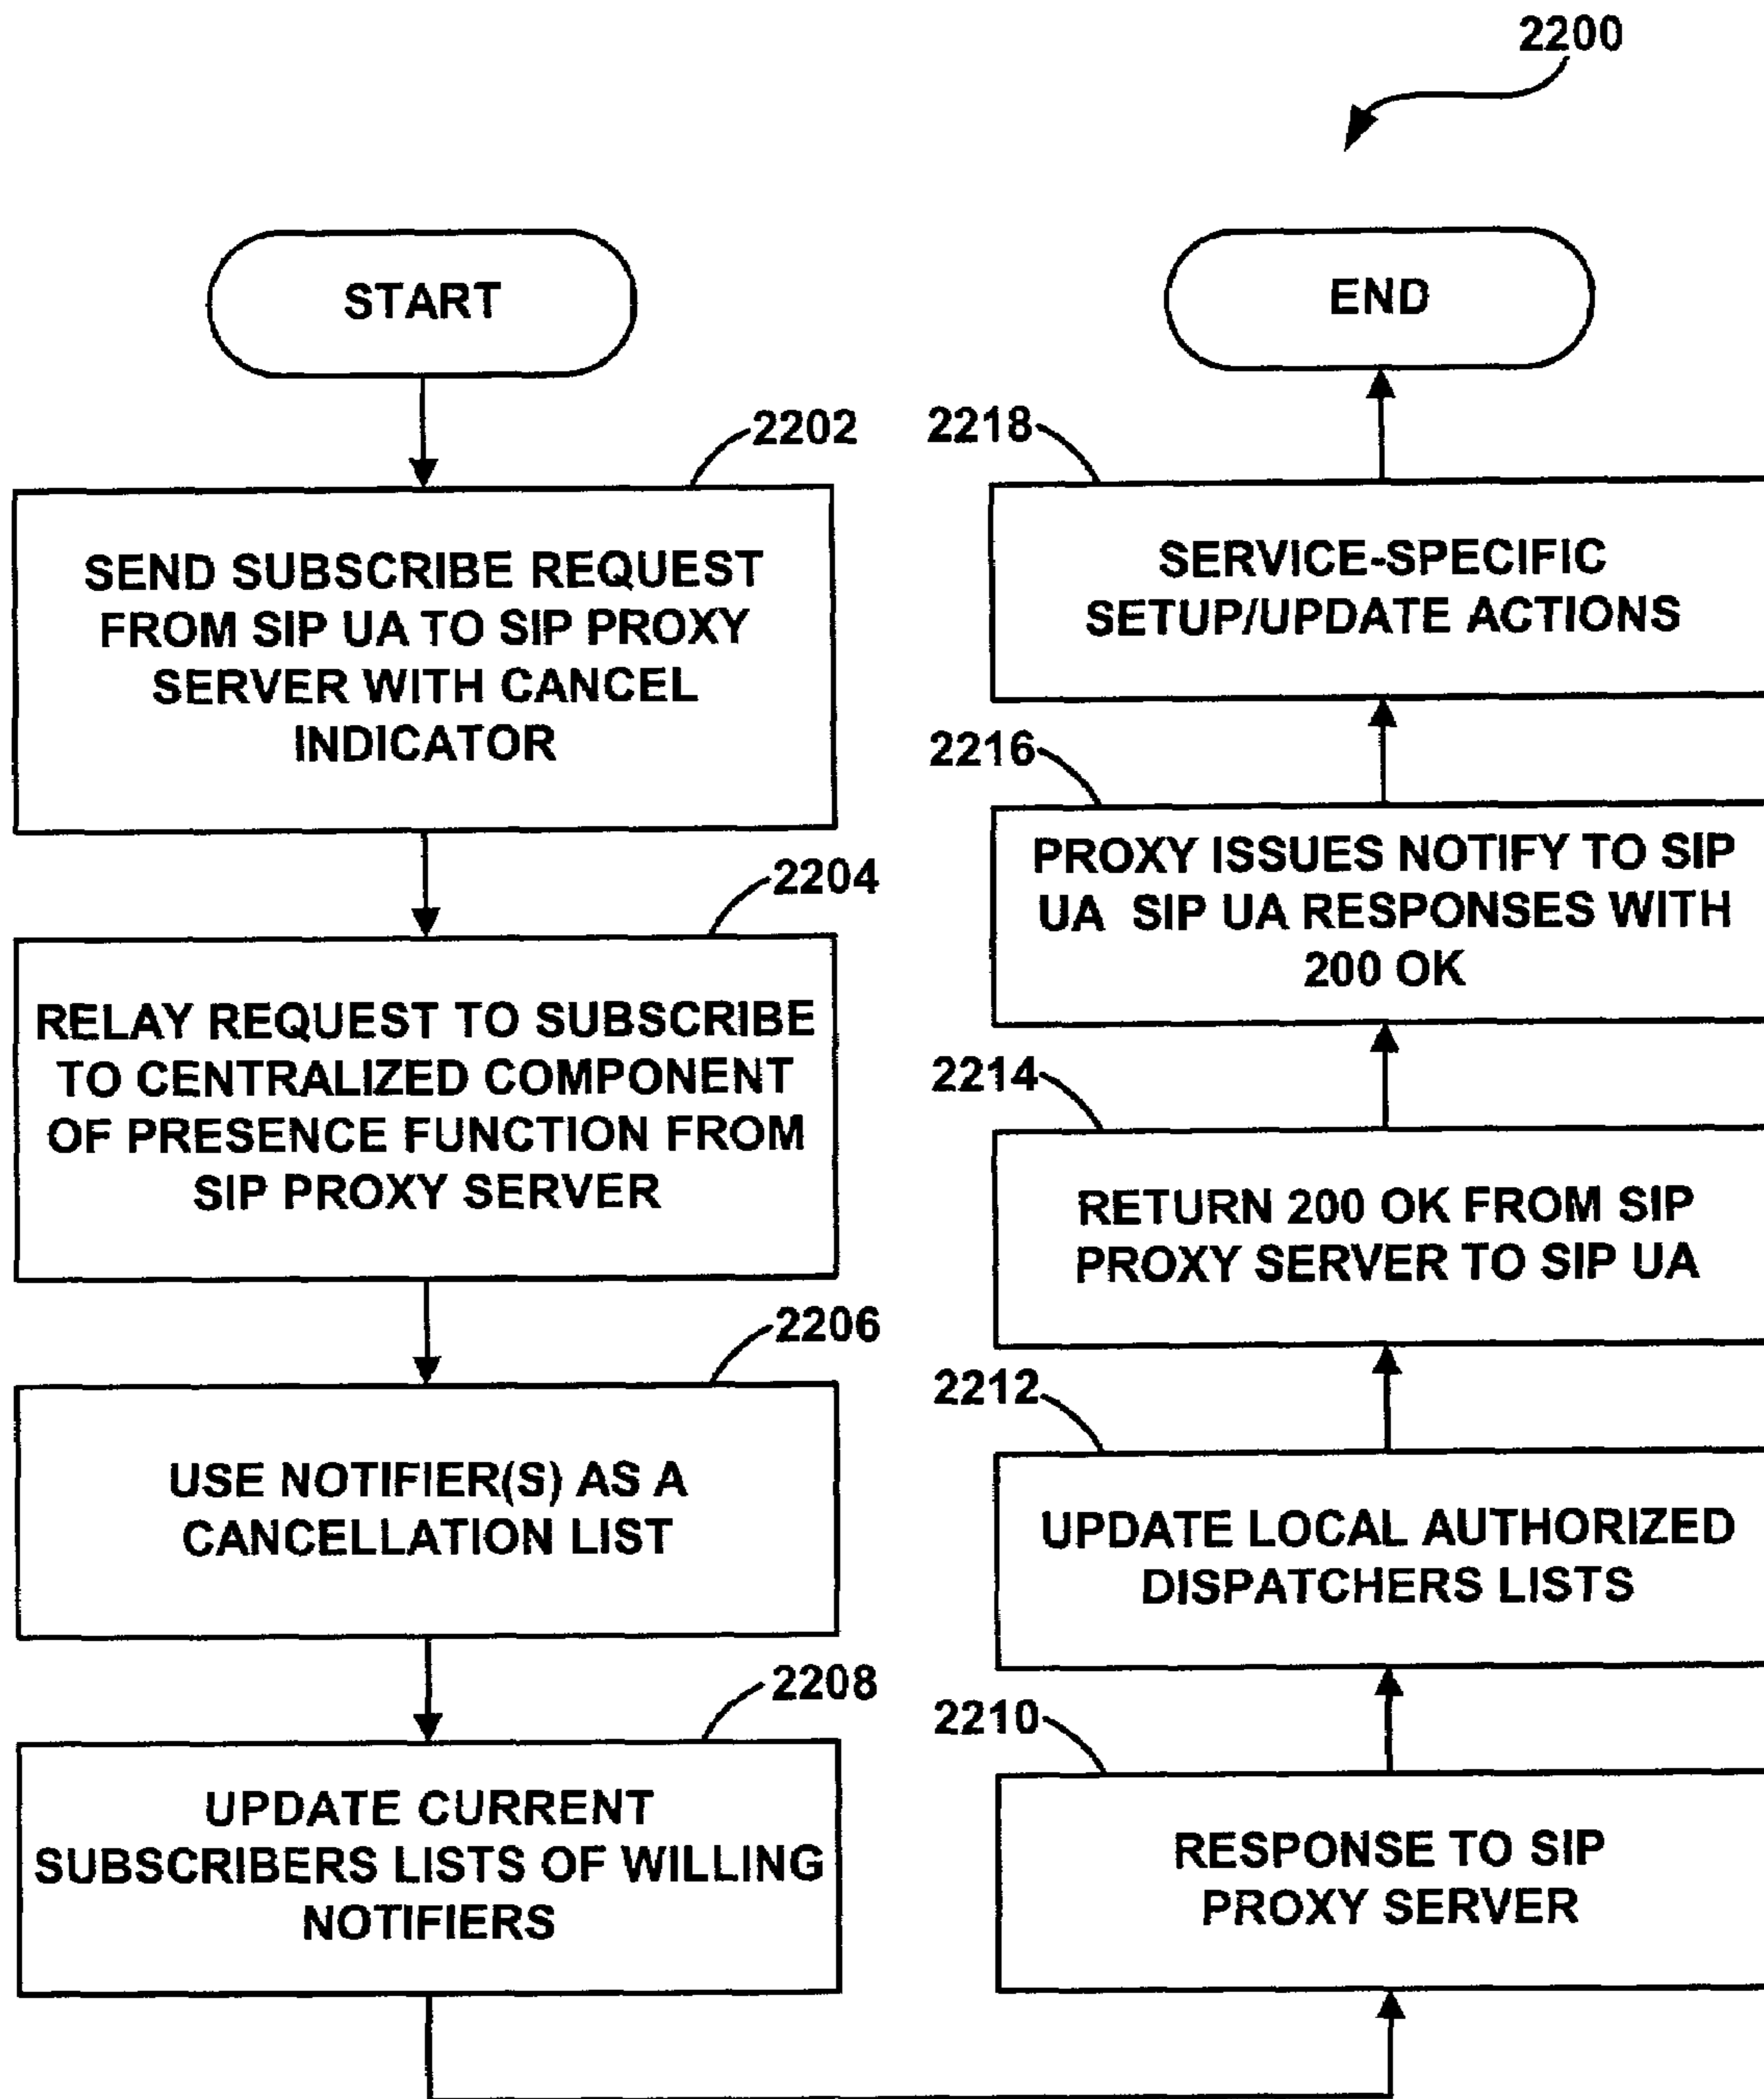 2200
START
2202
SEND SUBSCRIBE REQUEST
FROM SIP UA TO SIP PROXY
SERVER WITH CANCEL
INDICATOR
2204
RELAY REQUEST TO SUBSCRIBE
TO CENTRALIZED COMPONENT
OF PRESENCE FUNCTION FROM
SIP PROXY SERVER
2206
USE NOTIFIER(S) AS A
CANCELLATION LIST
2208
UPDATE CURRENT
SUBSCRIBERS LISTS OF WILLING
NOTIFIERS
2210
RESPONSE TO SIP
PROXY SERVER
2212
UPDATE LOCAL AUTHORIZED
DISPATCHERS LISTS
2214
RETURN 200 OK FROM SIP
PROXY SERVER TO SIP UA
2216
PROXY ISSUES NOTIFY TO SIP
UA SIP UA RESPONSES WITH
200 OK
2218
SERVICE-SPECIFIC
SETUP/UPDATE ACTIONS
END